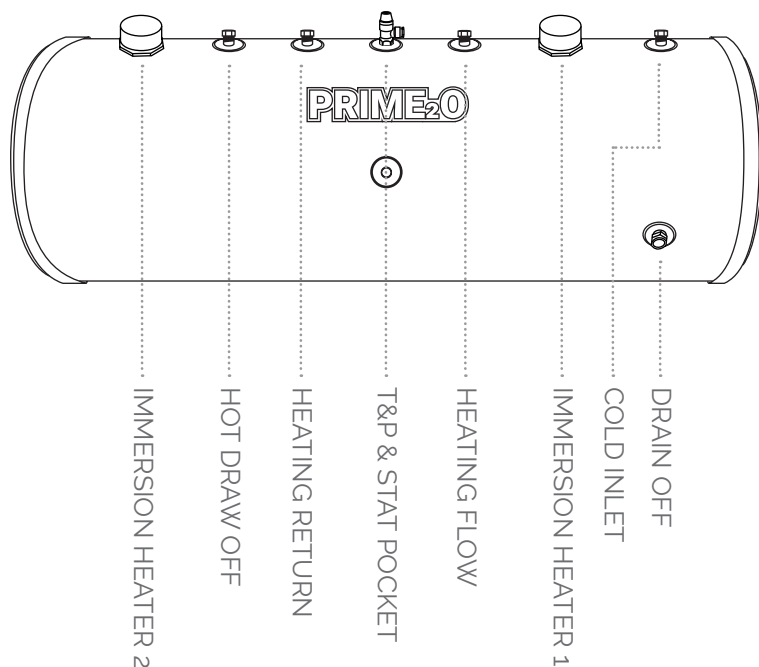 PRIME₂O
IMMERSION HEATER 2
HOT DRAW OFF
HEATING RETURN
T&P & STAT POCKET
HEATING FLOW
IMMERSION HEATER 1
COLD INLET
DRAIN OFF